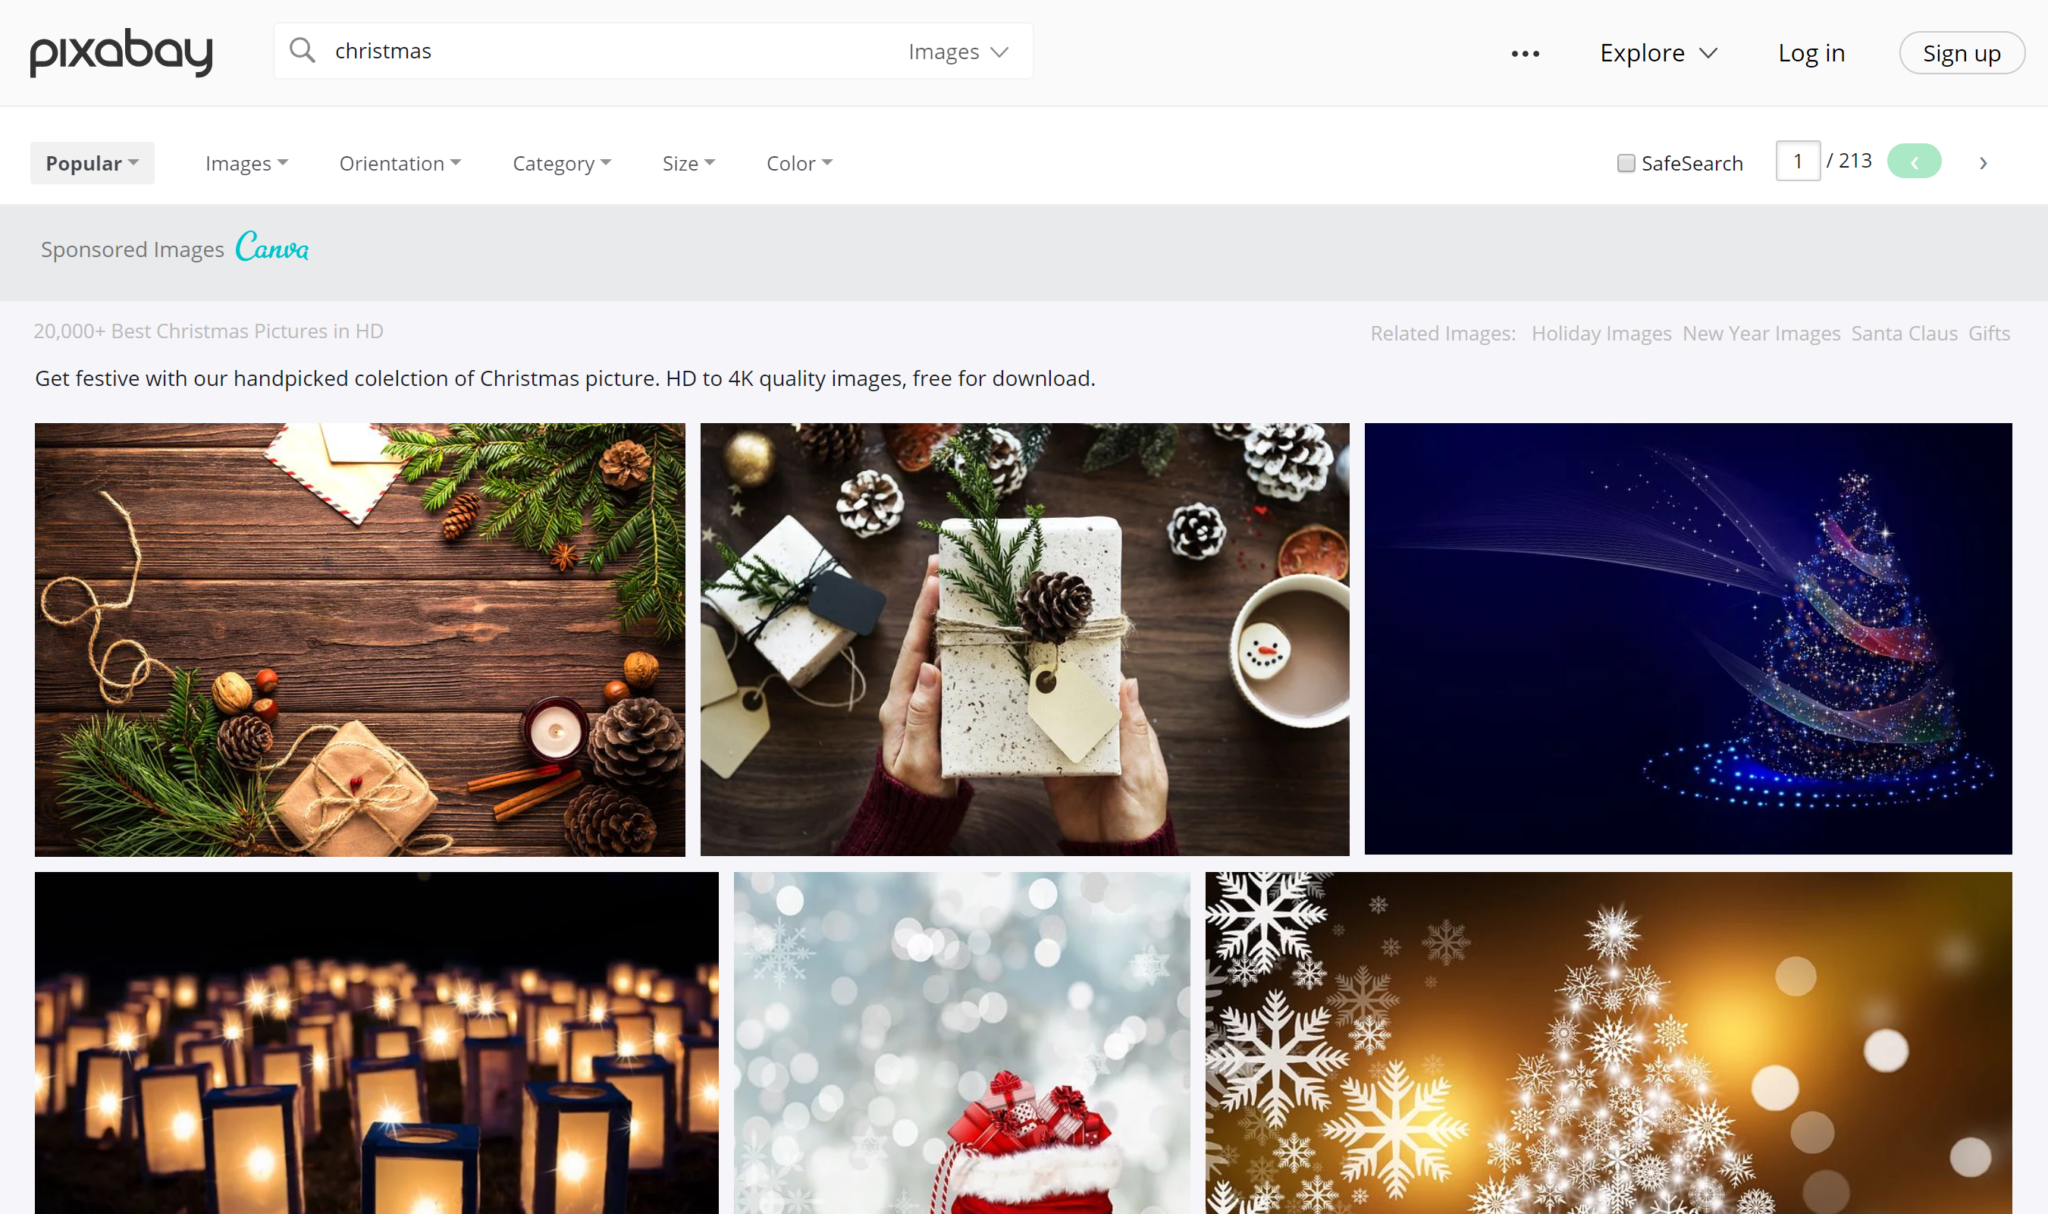 pixabay
christmas
Images
Explore
Log in
Sign up
Popular
Images
Orientation
Category
Size
Color
SafeSearch
1 / 213
Sponsored Images Canva
20,000+ Best Christmas Pictures in HD
Related Images: Holiday Images New Year Images Santa Claus Gifts
Get festive with our handpicked colelction of Christmas picture. HD to 4K quality images, free for download.